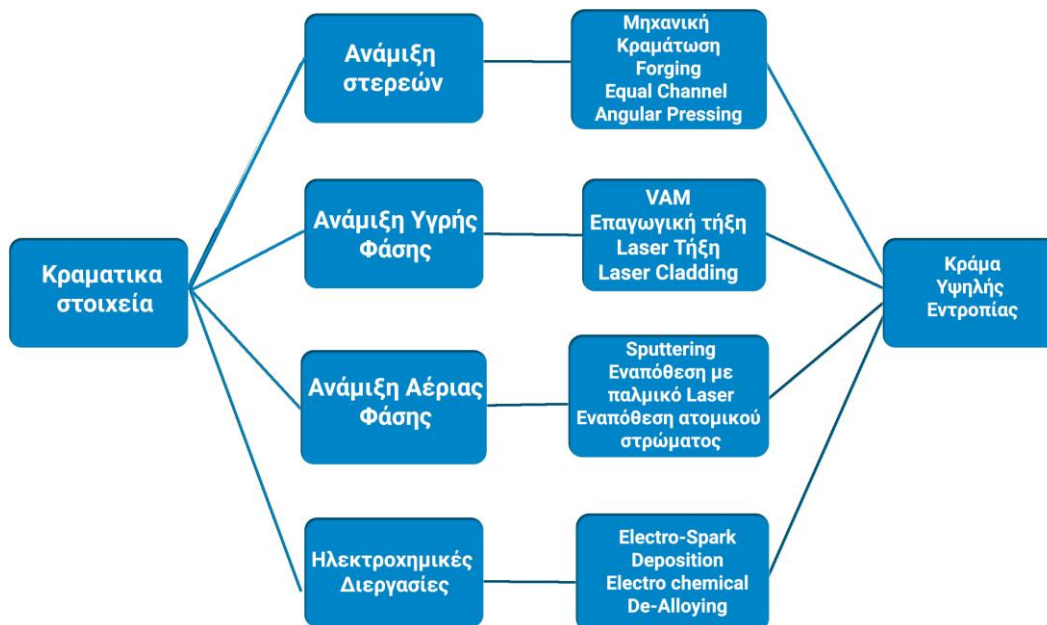 Κραματικα
στοιχεία
Ανάμιξη
στερεών
Μηχανική
Κραμάτωση
Forging
Equal Channel
Angular Pressing
Ανάμιξη Υγρής
Φάσης
VAM
Επαγωγική τήξη
Laser Τήξη
Laser Cladding
Ανάμιξη Αέριας
Φάσης
Sputtering
Εναπόθεση με
παλμικό Laser
Εναπόθεση ατομικού
στρώματος
Ηλεκτροχημικές
Διεργασίες
Electro-Spark
Deposition
Electro chemical
De-Alloying
Κράμα
Υψηλής
Εντροπίας